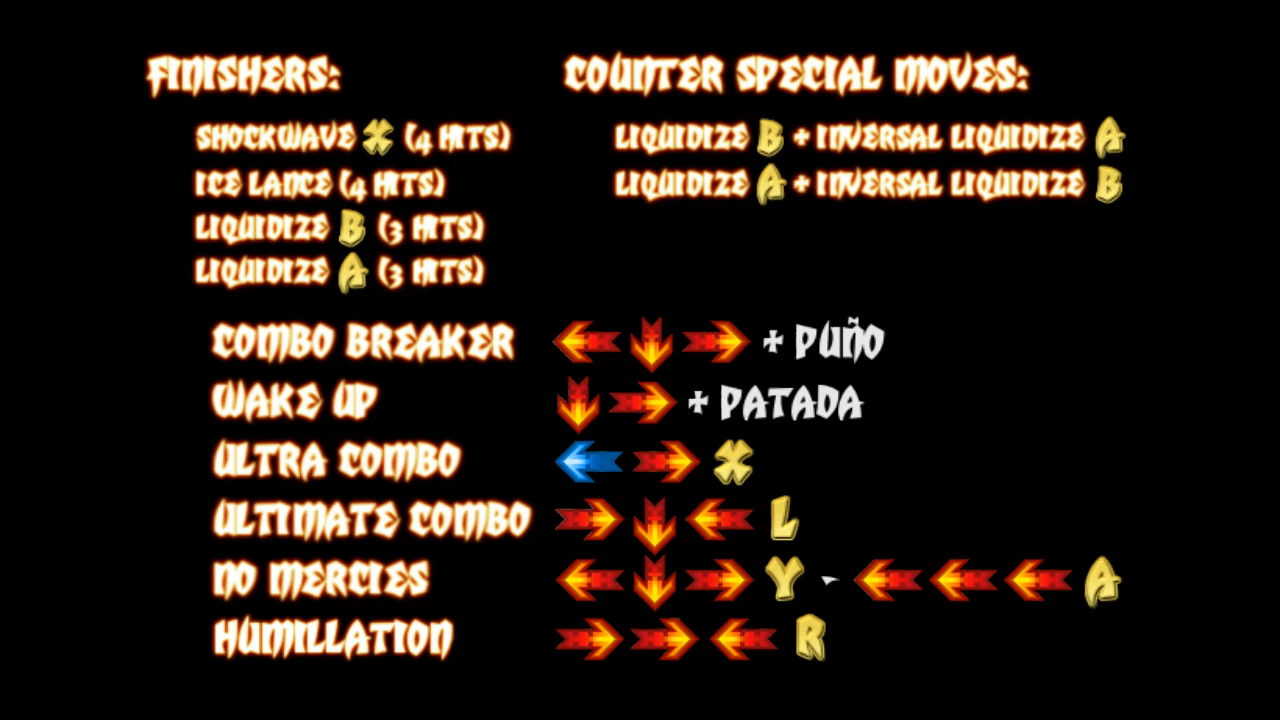 FINISHERS:
SHOCKWAVE X (4 HITS)
ICE LANCE (4 HITS)
LIQUIDIZE B (3 HITS)
LIQUIDIZE A (3 HITS)
COUNTER SPECIAL MOVES:
LIQUIDIZE B + INVERSAL LIQUIDIZE A
LIQUIDIZE A + INVERSAL LIQUIDIZE B
COMBO BREAKER ← ↓ → + PUÑO
WAKE UP ↓ → + PATADA
ULTRA COMBO ← → X
ULTIMATE COMBO → ↓ ← L
NO MERCIES ← ↓ → Y - ← ← ← A
HUMILLATION → → ← R